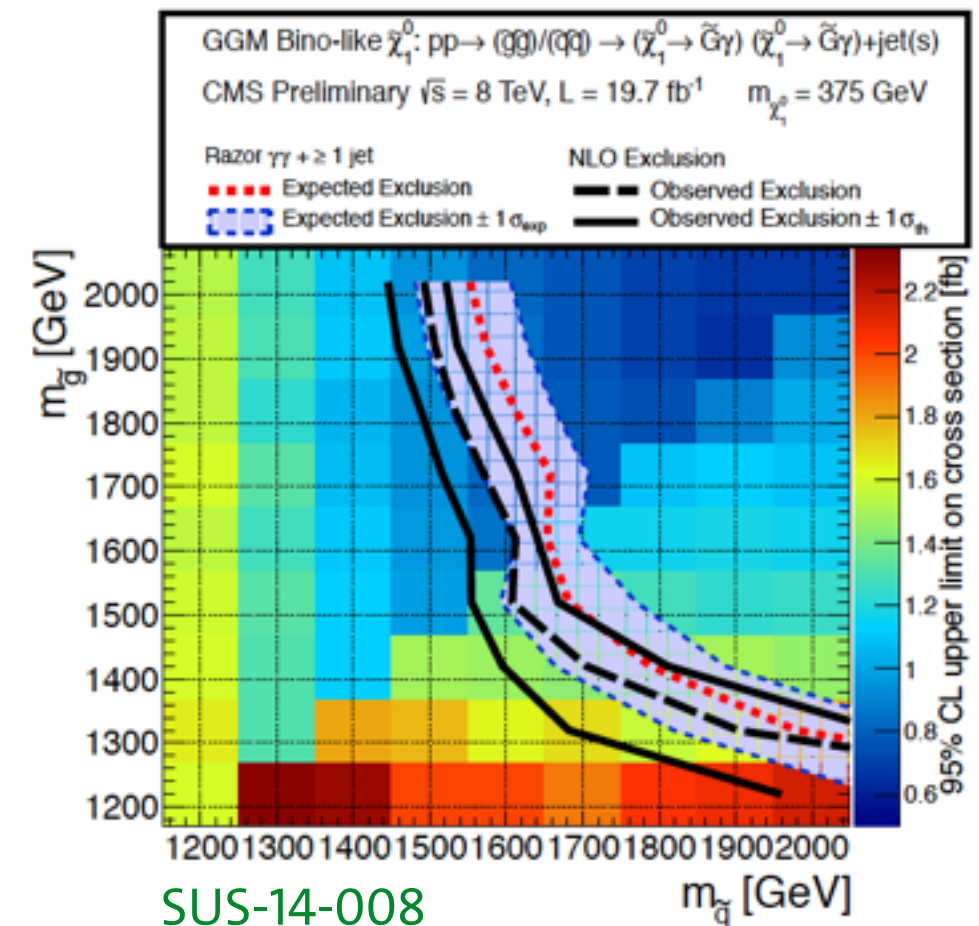 GGM Bino-like χ̃⁰₁: pp→ (g̃g̃)/(q̃q̃) → (χ̃⁰₁→ G̃γ) (χ̃⁰₁→ G̃γ)+jet(s)
CMS Preliminary √s = 8 TeV, L = 19.7 fb⁻¹ m_χ̃⁰₁ = 375 GeV
Razor γγ + ≥ 1 jet NLO Exclusion
Expected Exclusion Observed Exclusion
Expected Exclusion ± 1 σ_exp Observed Exclusion ± 1 σ_th
m_g̃ [GeV]
2000
1900
1800
1700
1600
1500
1400
1300
1200
1200 1300 1400 1500 1600 1700 1800 1900 2000
m_q̃ [GeV]
2.2
2
1.8
1.6
1.4
1.2
1
0.8
0.6
95% CL upper limit on cross section [fb]
SUS-14-008